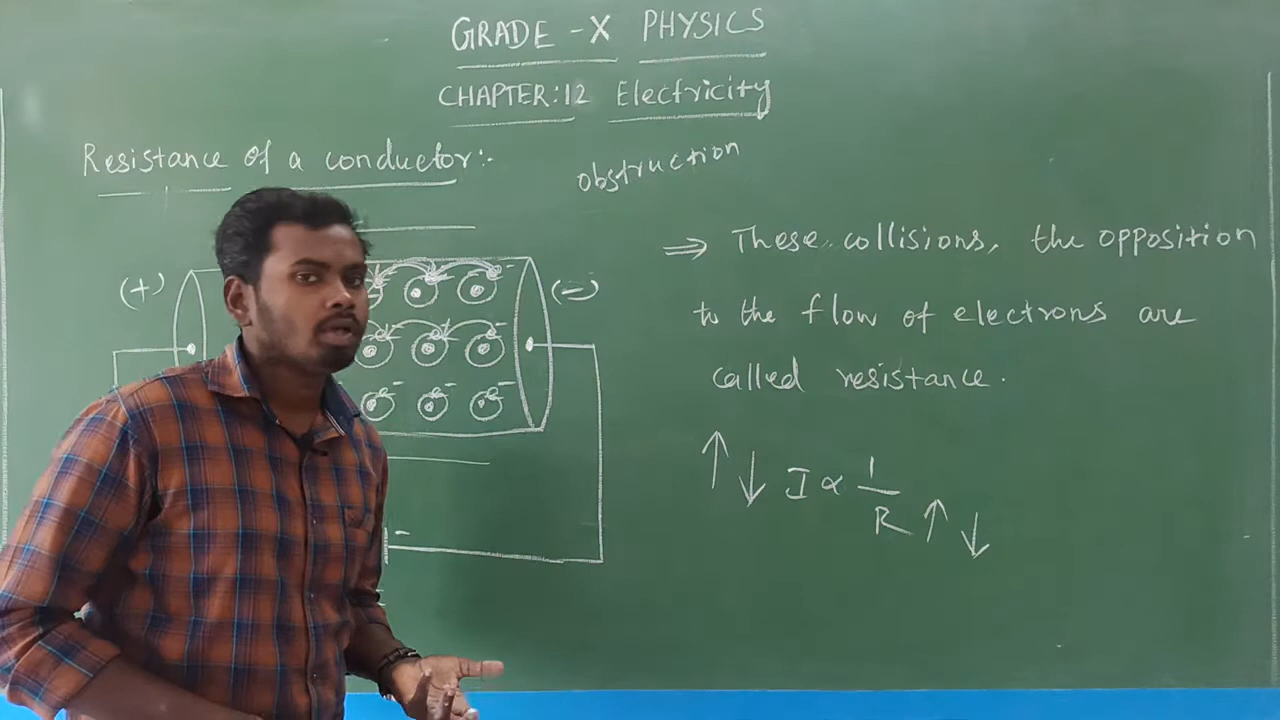 GRADE -X PHYSICS
CHAPTER:12 Electricity
Resistance of a conductor:-
obstruction
⇒ These collisions, the opposition
to the flow of electrons are
called resistance.
(+)
(-)
↑ ↓ I ∝ 1/R ↑ ↓